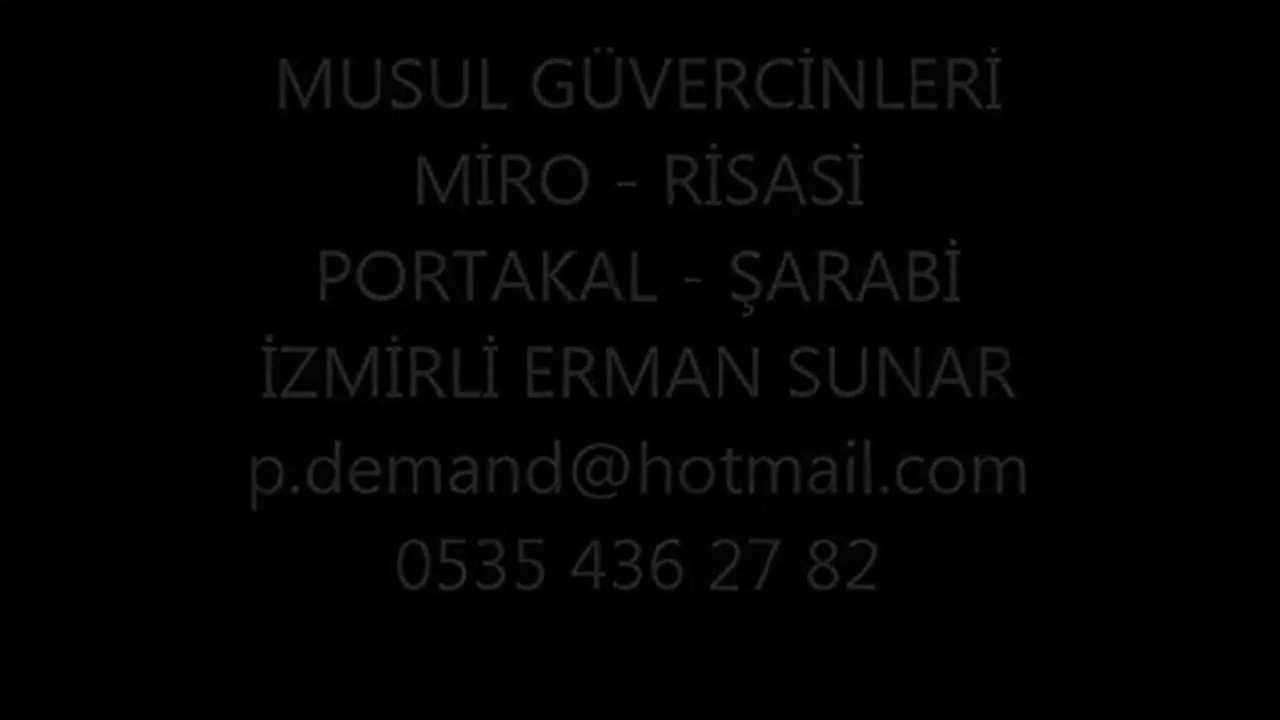 MUSUL GÜVERCİNLERİ
MİRO - RİSASİ
PORTAKAL - ŞARABİ
İZMİRLİ ERMAN SUNAR
p.demand@hotmail.com
0535 436 27 82